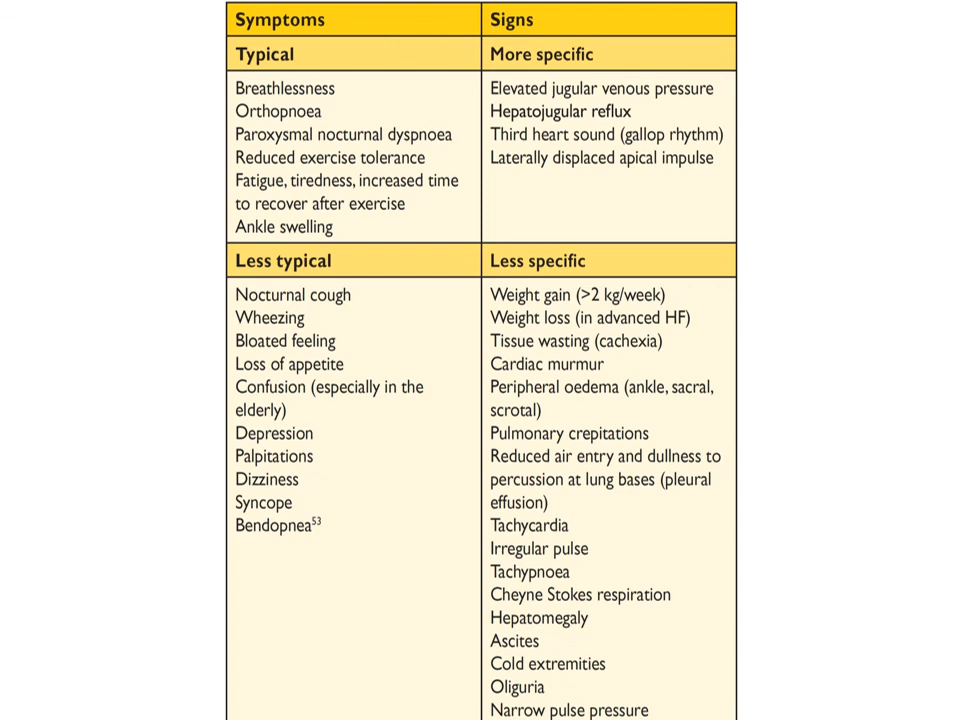 Symptoms
Signs
Typical
More specific
Breathlessness
Orthopnoea
Paroxysmal nocturnal dyspnoea
Reduced exercise tolerance
Fatigue, tiredness, increased time
to recover after exercise
Ankle swelling
Elevated jugular venous pressure
Hepatojugular reflux
Third heart sound (gallop rhythm)
Laterally displaced apical impulse
Less typical
Less specific
Nocturnal cough
Wheezing
Bloated feeling
Loss of appetite
Confusion (especially in the
elderly)
Depression
Palpitations
Dizziness
Syncope
Bendopnea⁵³
Weight gain (>2 kg/week)
Weight loss (in advanced HF)
Tissue wasting (cachexia)
Cardiac murmur
Peripheral oedema (ankle, sacral,
scrotal)
Pulmonary crepitations
Reduced air entry and dullness to
percussion at lung bases (pleural
effusion)
Tachycardia
Irregular pulse
Tachypnoea
Cheyne Stokes respiration
Hepatomegaly
Ascites
Cold extremities
Oliguria
Narrow pulse pressure